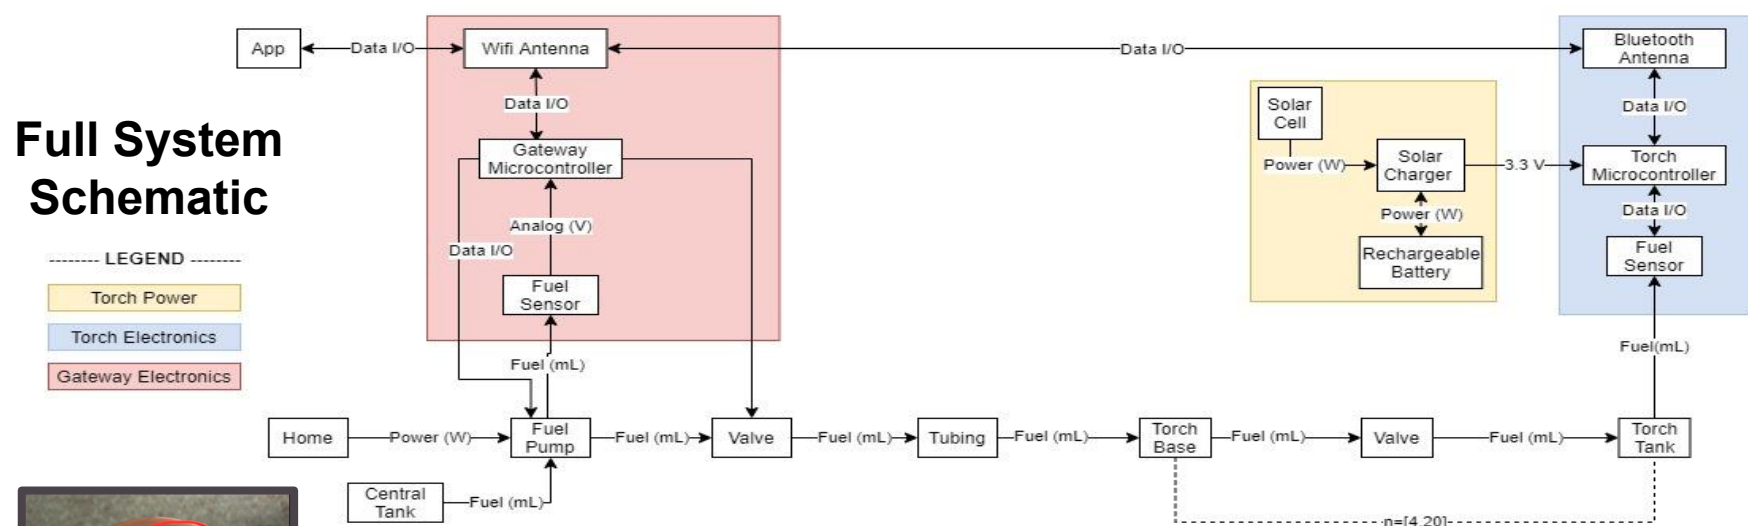 App
Data I/O
Wifi Antenna
Data I/O
Bluetooth
Antenna
Data I/O
Full System
Schematic
Gateway
Microcontroller
Analog (V)
Data I/O
Fuel
Sensor
Fuel (mL)
Solar
Cell
Power (W)
Solar
Charger
3.3 V
Power (W)
Rechargeable
Battery
Data I/O
Torch
Microcontroller
Data I/O
Fuel
Sensor
Fuel(mL)
-------- LEGEND --------
Torch Power
Torch Electronics
Gateway Electronics
Home
Power (W)
Fuel
Pump
Fuel (mL)
Valve
Fuel (mL)
Tubing
Fuel (mL)
Torch
Base
Fuel (mL)
Valve
Fuel (mL)
Torch
Tank
Central
Tank
Fuel (mL)
n=[4,20]